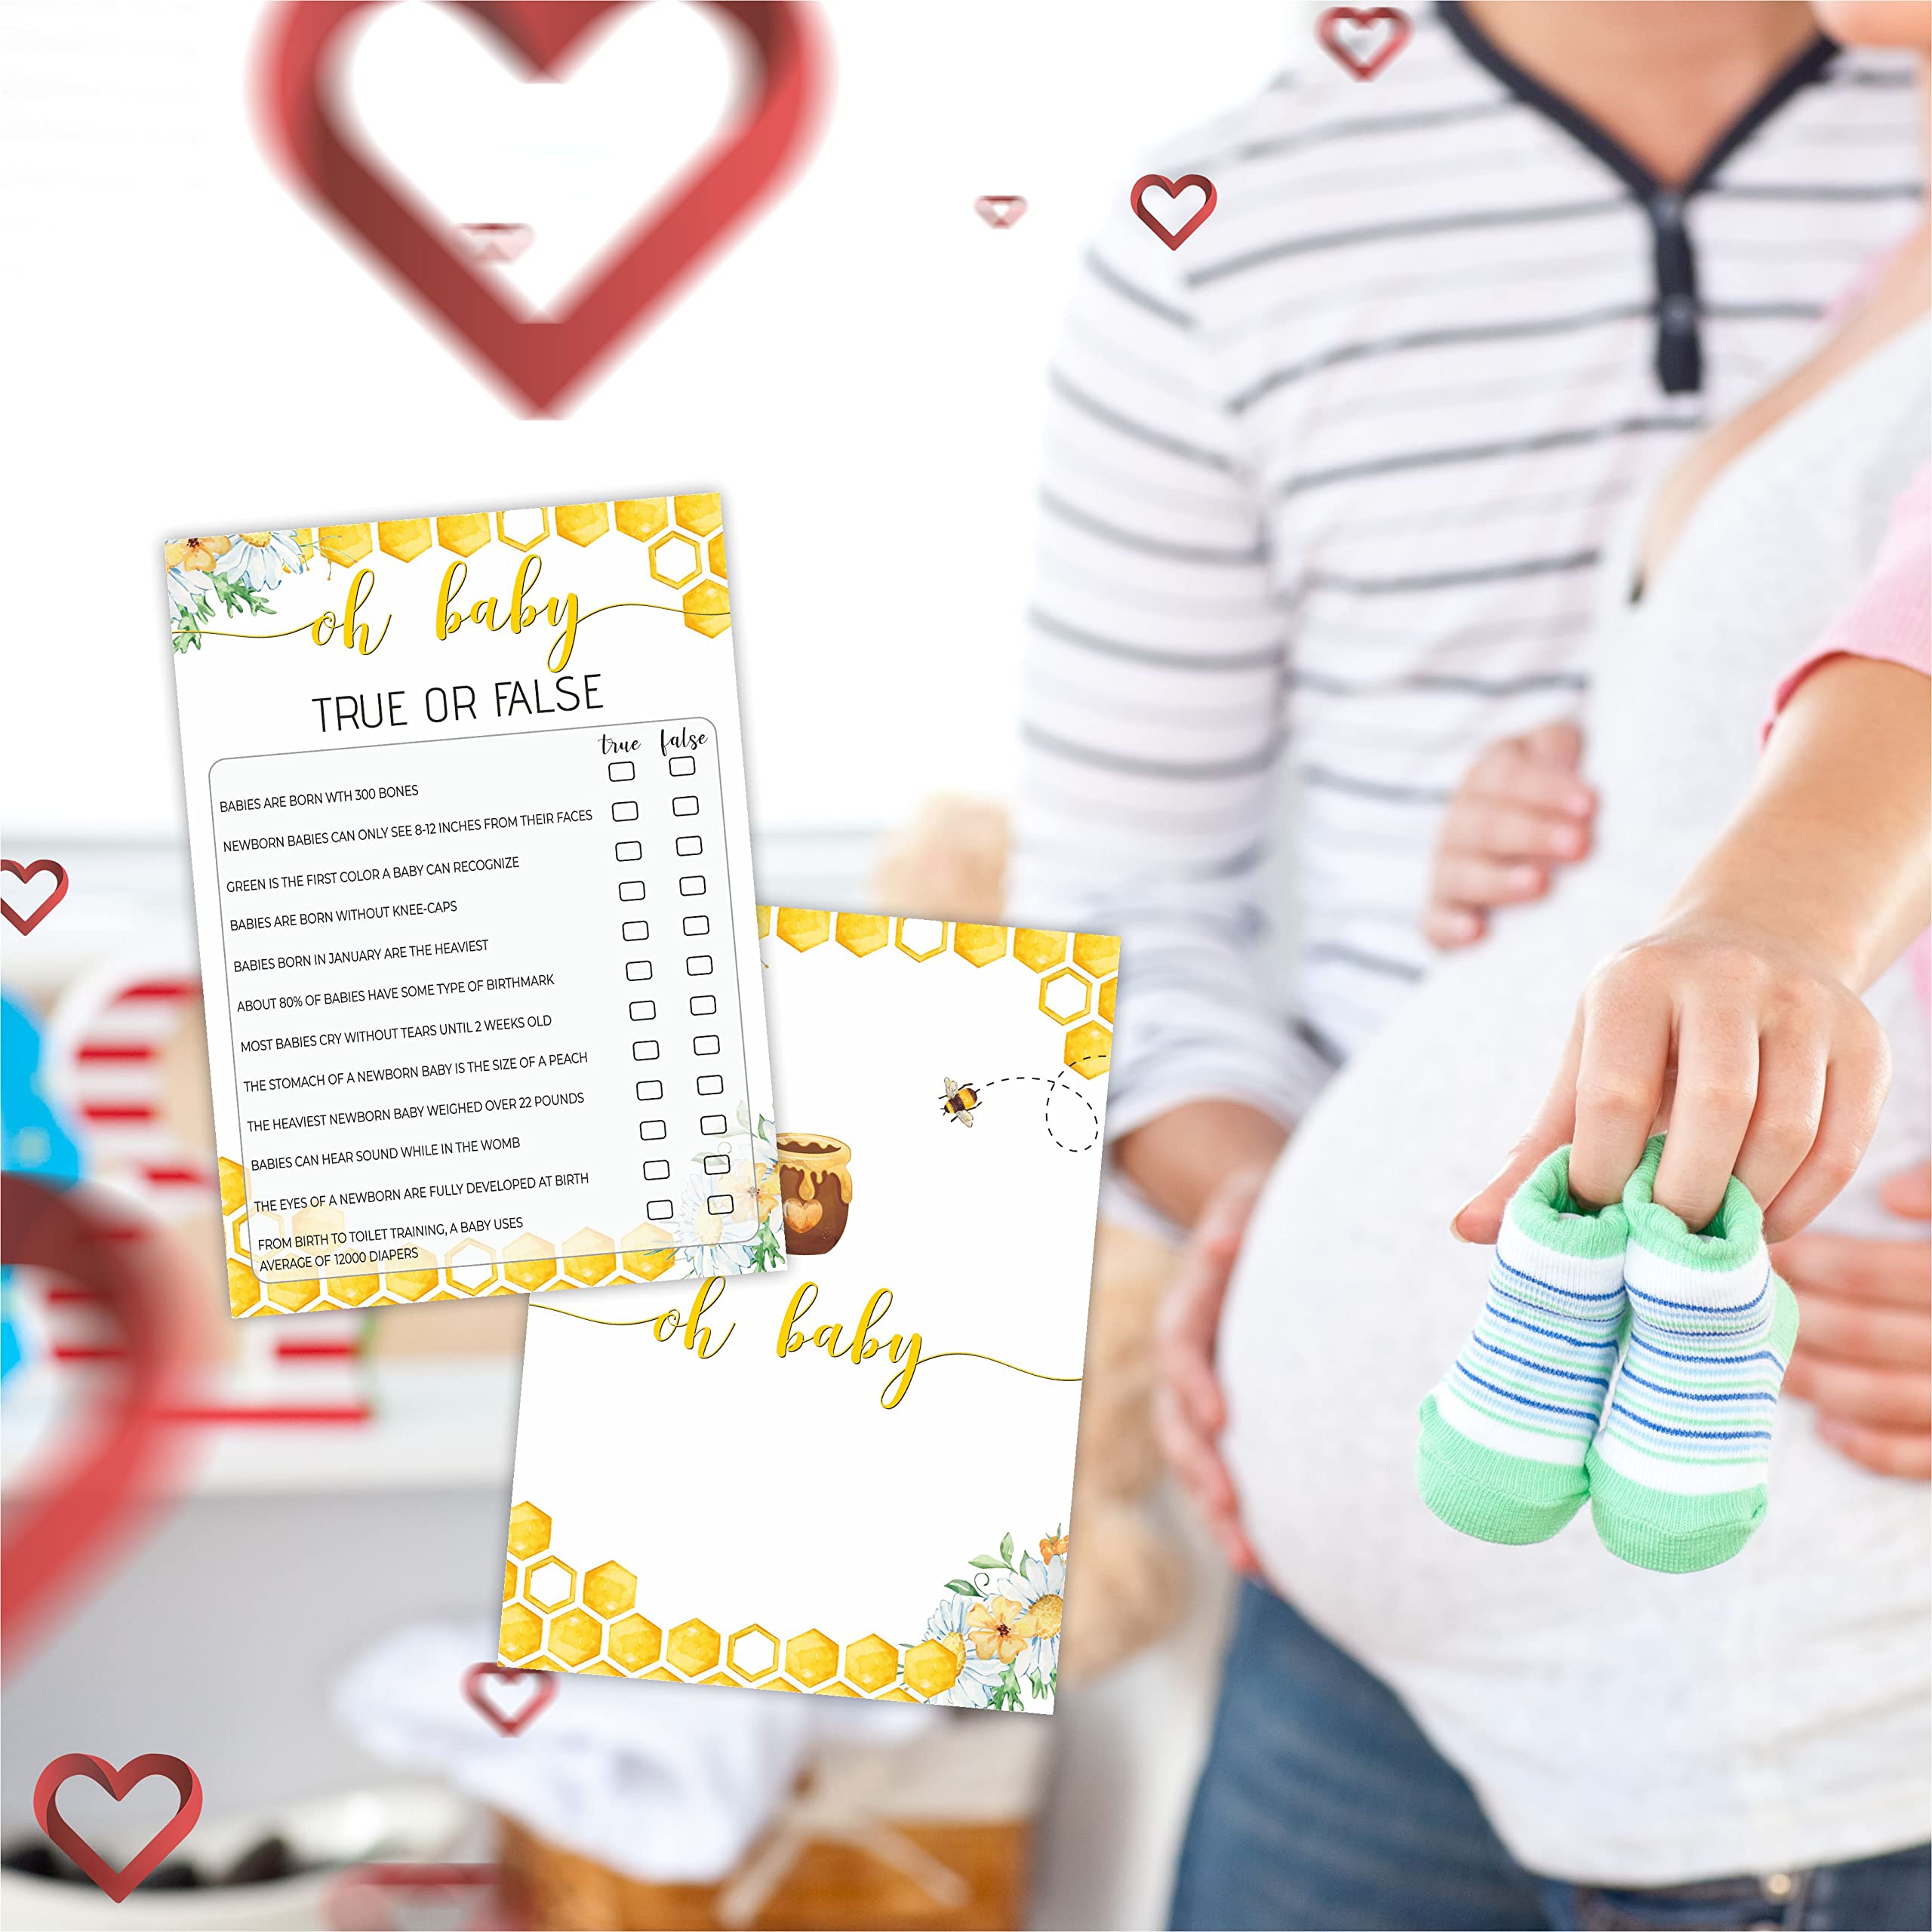 oh baby
TRUE OR FALSE
true false
BABIES ARE BORN WTH 300 BONES
NEWBORN BABIES CAN ONLY SEE 8-12 INCHES FROM THEIR FACES
GREEN IS THE FIRST COLOR A BABY CAN RECOGNIZE
BABIES ARE BORN WITHOUT KNEE-CAPS
BABIES BORN IN JANUARY ARE THE HEAVIEST
ABOUT 80% OF BABIES HAVE SOME TYPE OF BIRTHMARK
MOST BABIES CRY WITHOUT TEARS UNTIL 2 WEEKS OLD
THE STOMACH OF A NEWBORN BABY IS THE SIZE OF A PEACH
THE HEAVIEST NEWBORN BABY WEIGHED OVER 22 POUNDS
BABIES CAN HEAR SOUND WHILE IN THE WOMB
THE EYES OF A NEWBORN ARE FULLY DEVELOPED AT BIRTH
FROM BIRTH TO TOILET TRAINING, A BABY USES
AVERAGE OF 12000 DIAPERS
oh baby